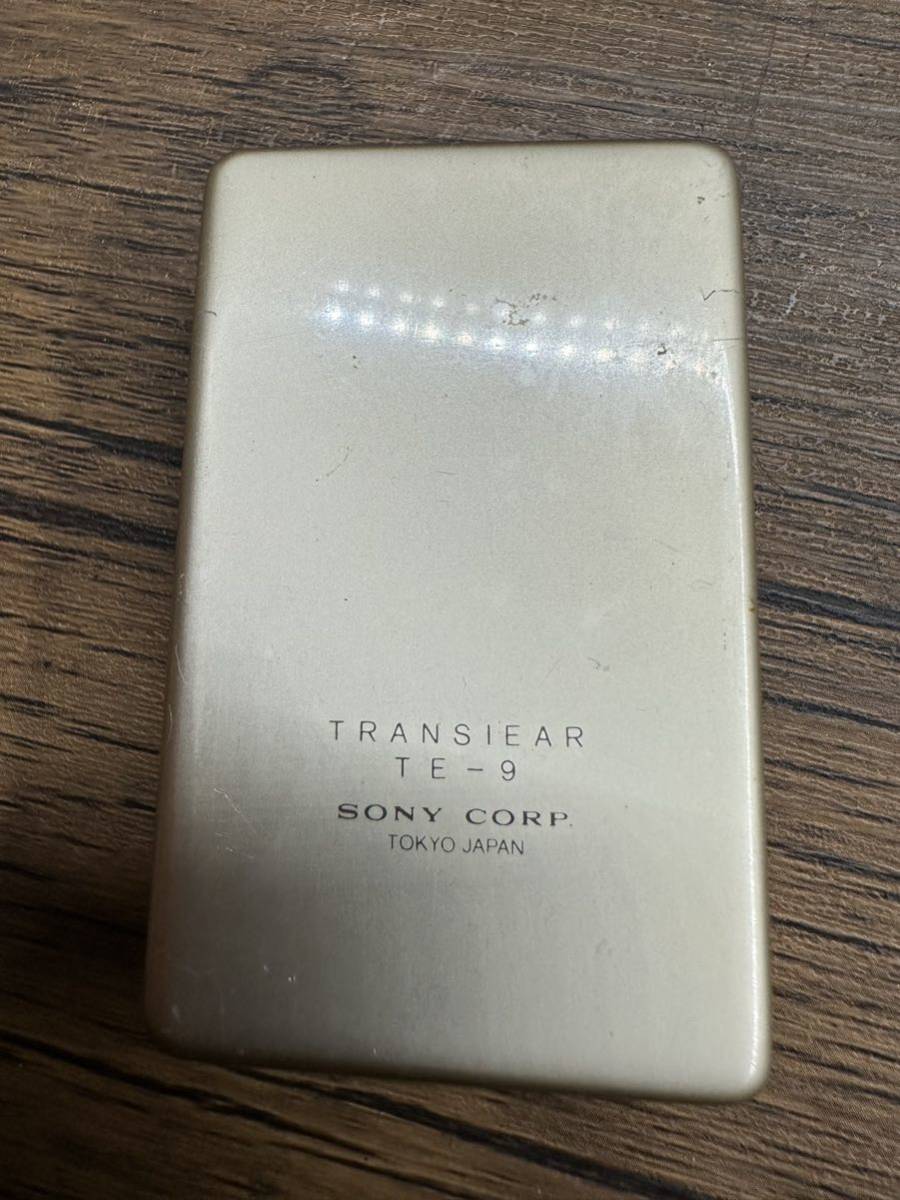 TRANSIEAR
TE-9
SONY CORP.
TOKYO JAPAN